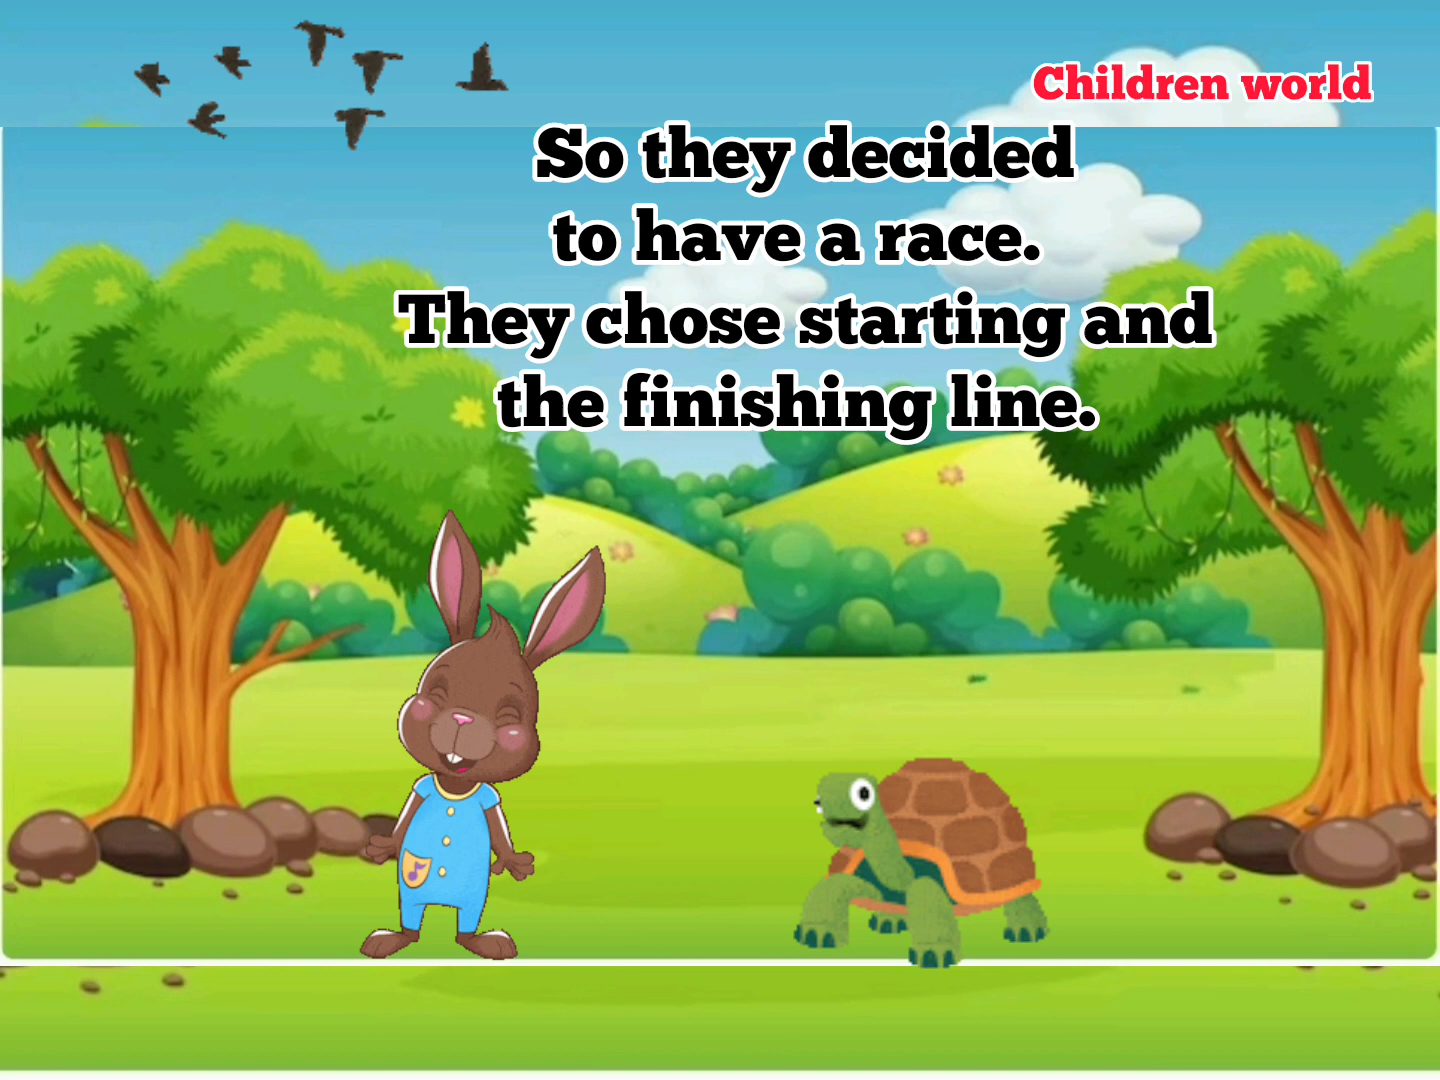 Children world
So they decided
to have a race.
They chose starting and
the finishing line.